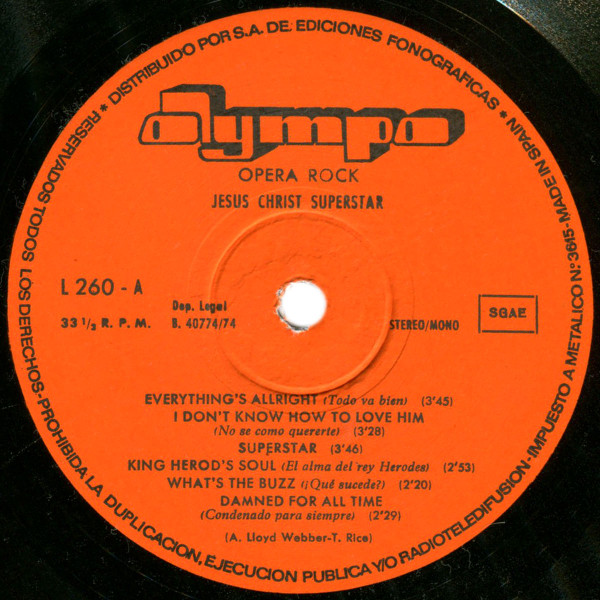 * DISTRIBUIDO POR S.A. DE EDICIONES FONOGRAFICAS * MADE IN SPAIN
olympo
OPERA ROCK
JESUS CHRIST SUPERSTAR
L 260 - A
Dep. Legal
33 1/3 R. P. M. B. 40774/74 STEREO/MONO SGAE
EVERYTHING'S ALLRIGHT (Todo va bien) (3'45)
I DON'T KNOW HOW TO LOVE HIM
(No se como quererte) (3'28)
SUPERSTAR (3'46)
KING HEROD'S SOUL (El alma del rey Herodes) (2'53)
WHAT'S THE BUZZ (¡Qué sucede?) (2'20)
DAMNED FOR ALL TIME
(Condenado para siempre) (2'29)
(A. Lloyd Webber-T. Rice)
RESERVADOS TODOS LOS DERECHOS-PROHIBIDA LA DUPLICACION, EJECUCION PUBLICA Y/O RADIOTELEDIFUSION-IMPUESTO A METALICO N.º 3615-